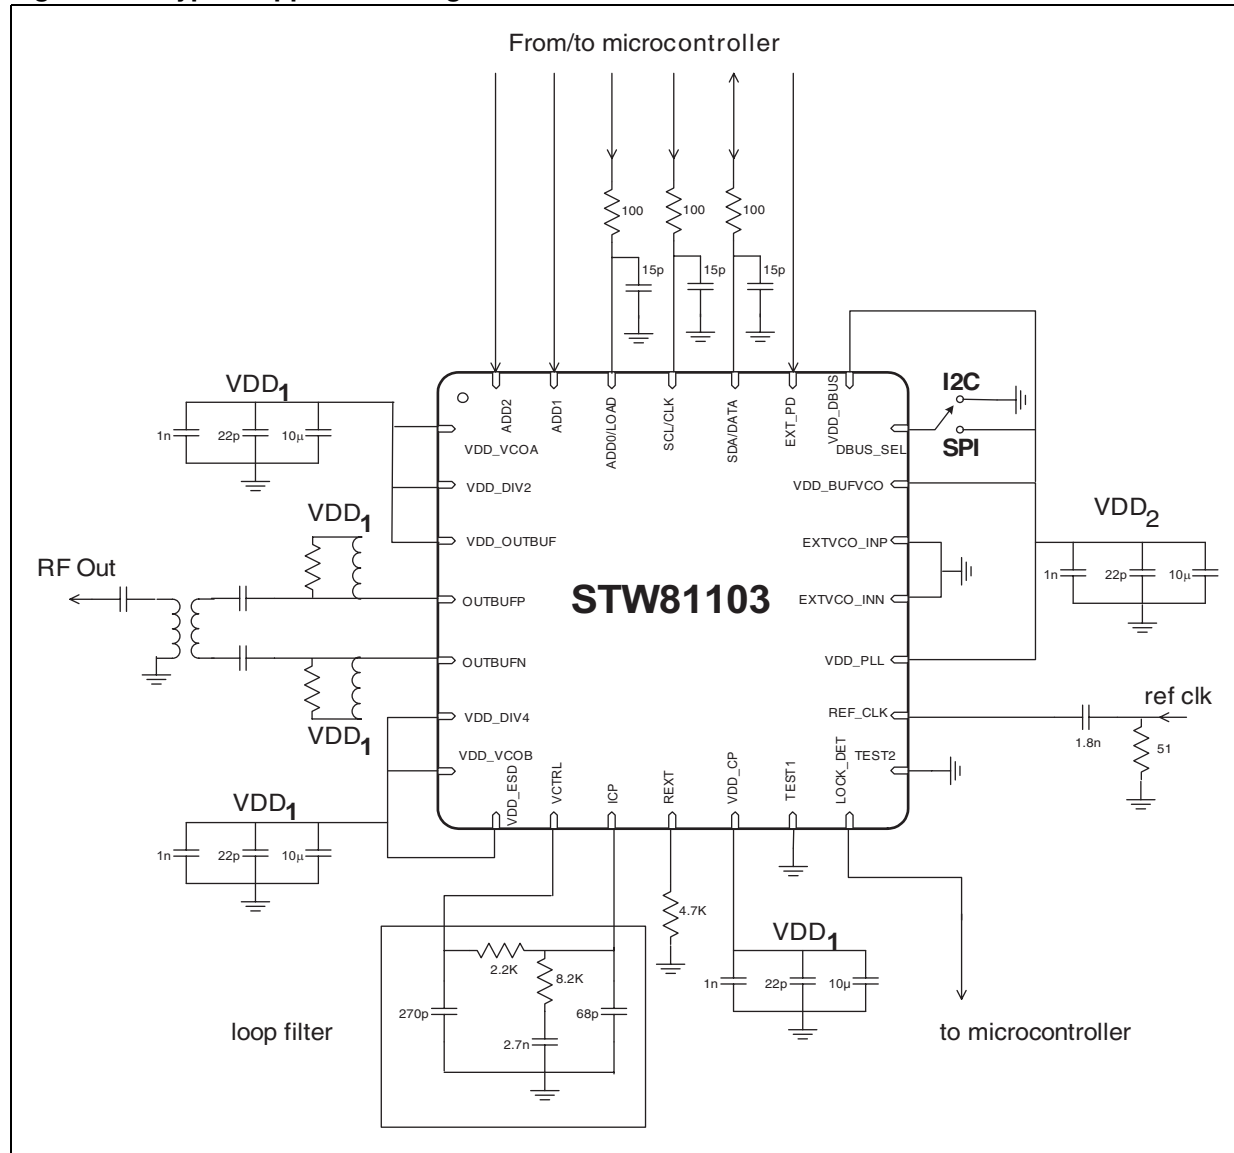 From/to microcontroller
100
100
100
15p
15p
15p
VDD1
1n
22p
10µ
ADD2
ADD1
ADD0/LOAD
SCL/CLK
SDA/DATA
EXT_PD
VDD_DBUS
I2C
SPI
DBUS_SEL
VDD_VCOA
VDD_DIV2
VDD_BUFVCO
VDD1
VDD2
VDD_OUTBUF
EXTVCO_INP
RF Out
1n
22p
10µ
OUTBUFP
STW81103
EXTVCO_INN
OUTBUFN
VDD_PLL
VDD_DIV4
REF_CLK
ref clk
VDD1
1.8n
51
VDD_VCOB
TEST2
VDD_ESD
VCTRL
ICP
REXT
VDD_CP
TEST1
LOCK_DET
VDD1
1n
22p
10µ
4.7K
VDD1
2.2K
8.2K
1n
22p
10µ
270p
68p
2.7n
loop filter
to microcontroller